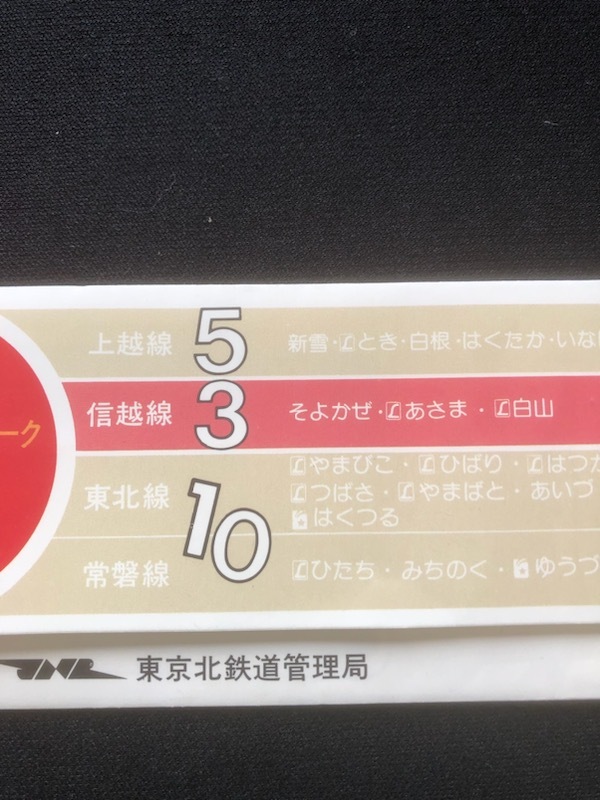 上越線 5 新雪・Lとき・白根・はくたか・いな
ーク
信越線 3 そよかぜ・Lあさま・L白山
東北線 10 Lやまびこ・Lひばり・Lはつか
Lつばさ・Lやまばと・あいづ
はくつる
常磐線 Lひたち・みちのく・ゆうづ
JNR 東京北鉄道管理局